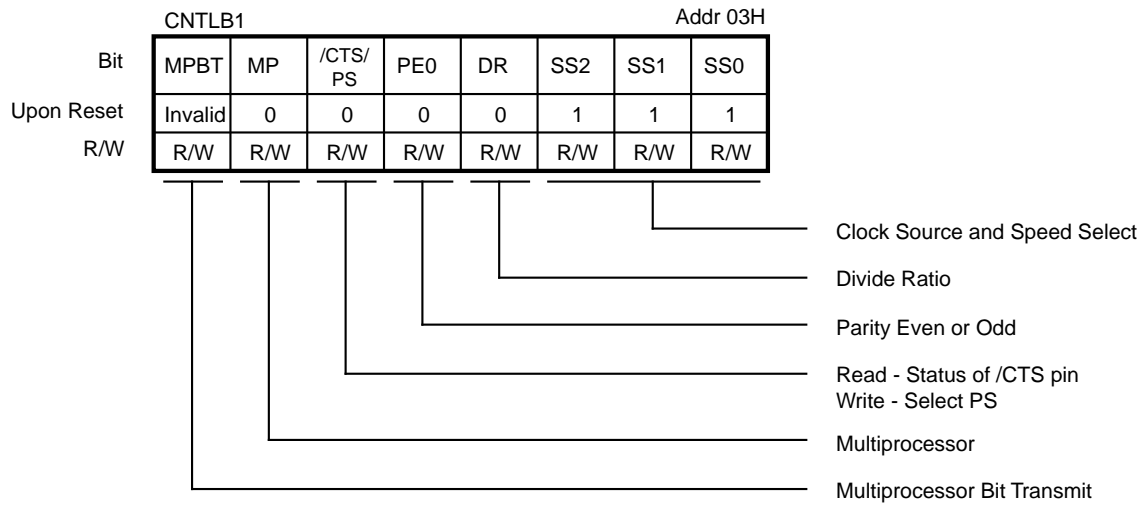 CNTLB1 Addr 03H
Bit MPBT MP /CTS/ PS PE0 DR SS2 SS1 SS0
Upon Reset Invalid 0 0 0 0 1 1 1
R/W R/W R/W R/W R/W R/W R/W R/W R/W
Clock Source and Speed Select
Divide Ratio
Parity Even or Odd
Read - Status of /CTS pin
Write - Select PS
Multiprocessor
Multiprocessor Bit Transmit